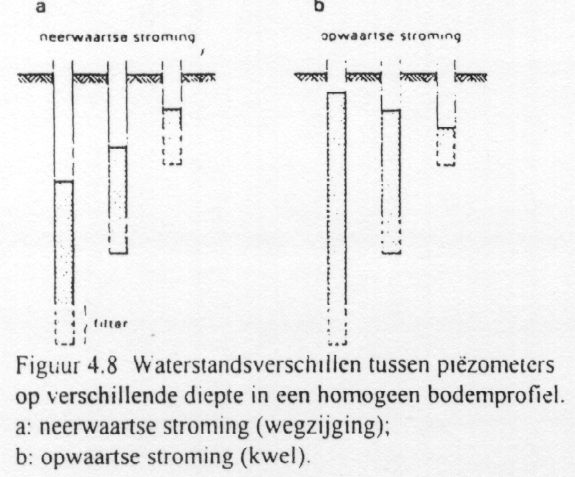 a
b
neerwaartse stroming
opwaartse stroming
filter
Figuur 4.8 Waterstandsverschillen tussen piëzometers
op verschillende diepte in een homogeen bodemprofiel.
a: neerwaartse stroming (wegzijging);
b: opwaartse stroming (kwel).